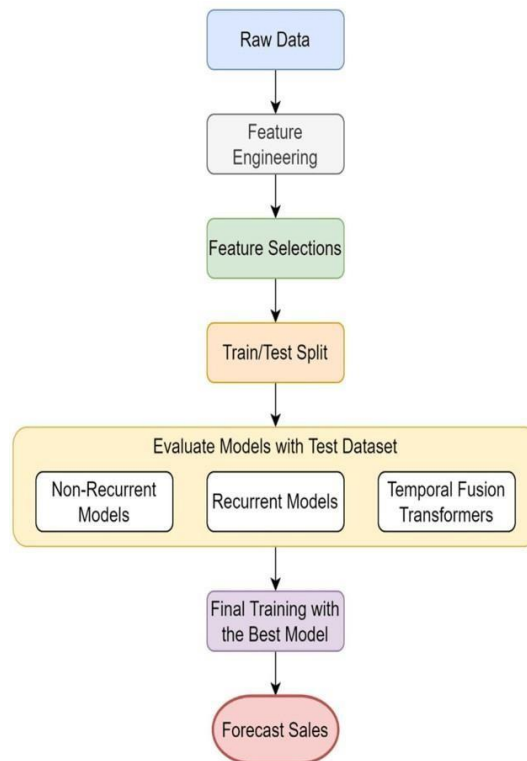 Raw Data
Feature
Engineering
Feature Selections
Train/Test Split
Evaluate Models with Test Dataset
Non-Recurrent
Models
Recurrent Models
Temporal Fusion
Transformers
Final Training with
the Best Model
Forecast Sales